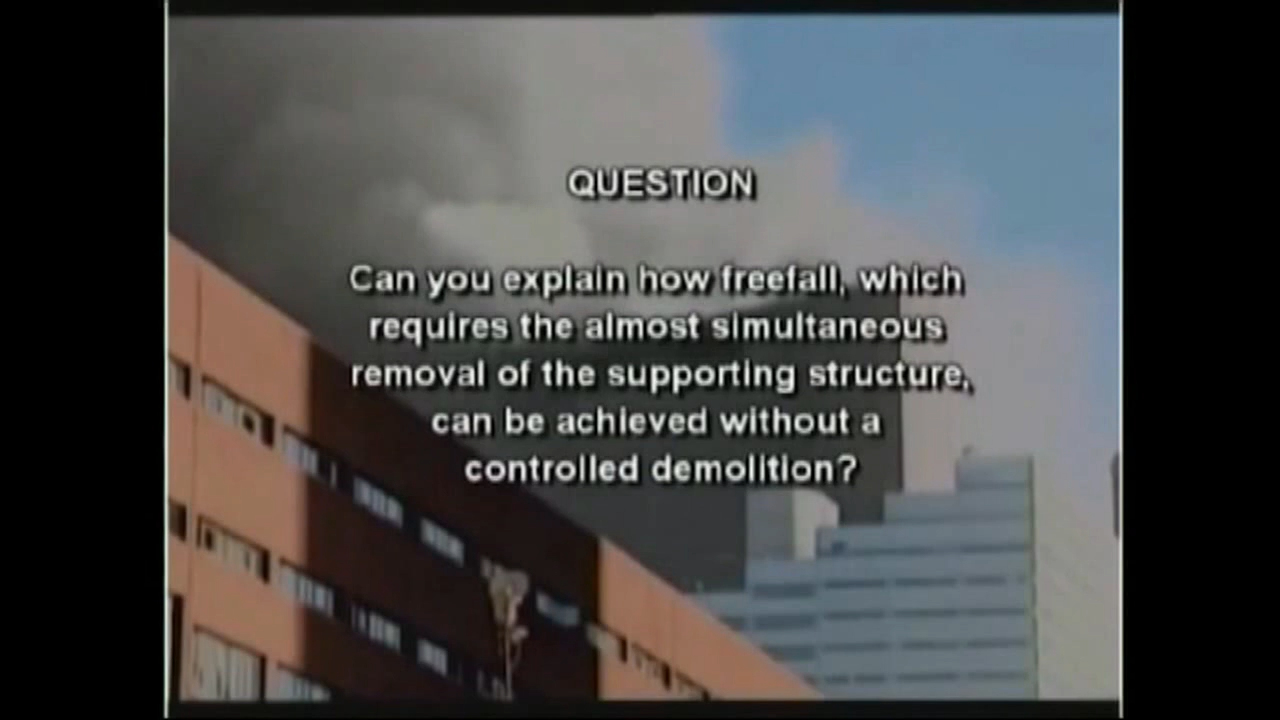 QUESTION
Can you explain how freefall, which
requires the almost simultaneous
removal of the supporting structure,
can be achieved without a
controlled demolition?